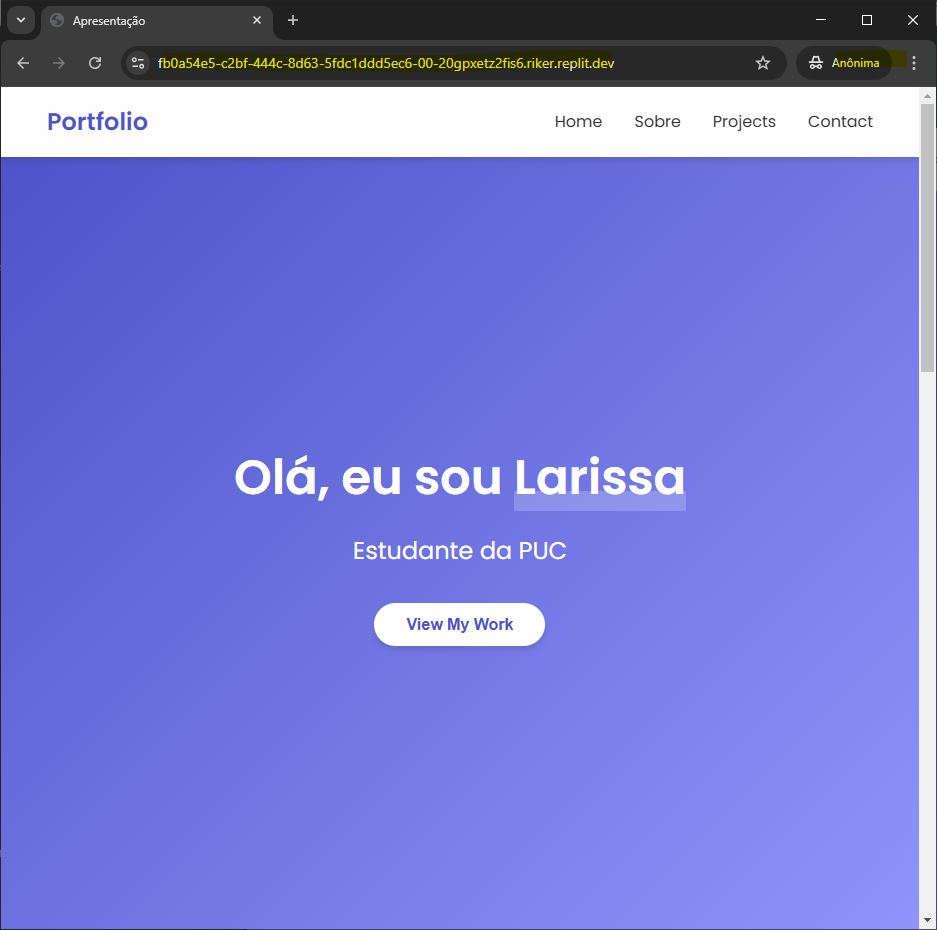 Apresentação
fb0a54e5-c2bf-444c-8d63-5fdc1ddd5ec6-00-20gpxetz2fis6.riker.replit.dev
Anônima
Portfolio
Home Sobre Projects Contact
Olá, eu sou Larissa
Estudante da PUC
View My Work